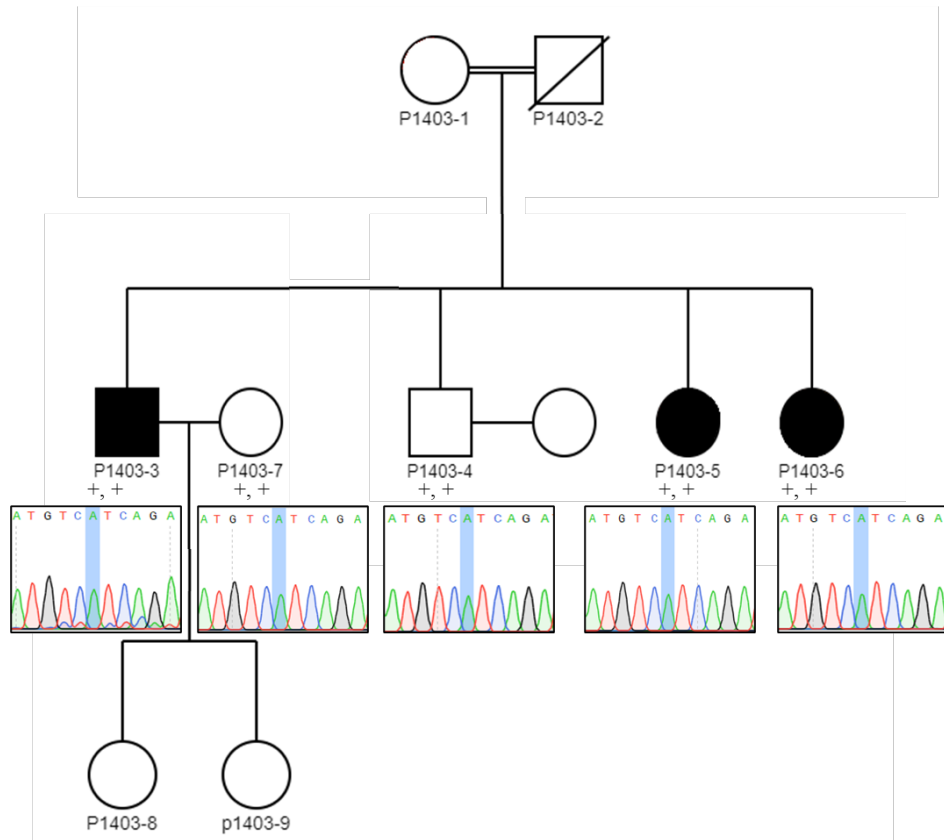 P1403-1 P1403-2
P1403-3 P1403-7 P1403-4 P1403-5 P1403-6
+, + +, + +, + +, + +, +
A T G T C A T C A G A A T G T C A T C A G A A T G T C A T C A G A A T G T C A T C A G A A T G T C A T C A G A
P1403-8 p1403-9